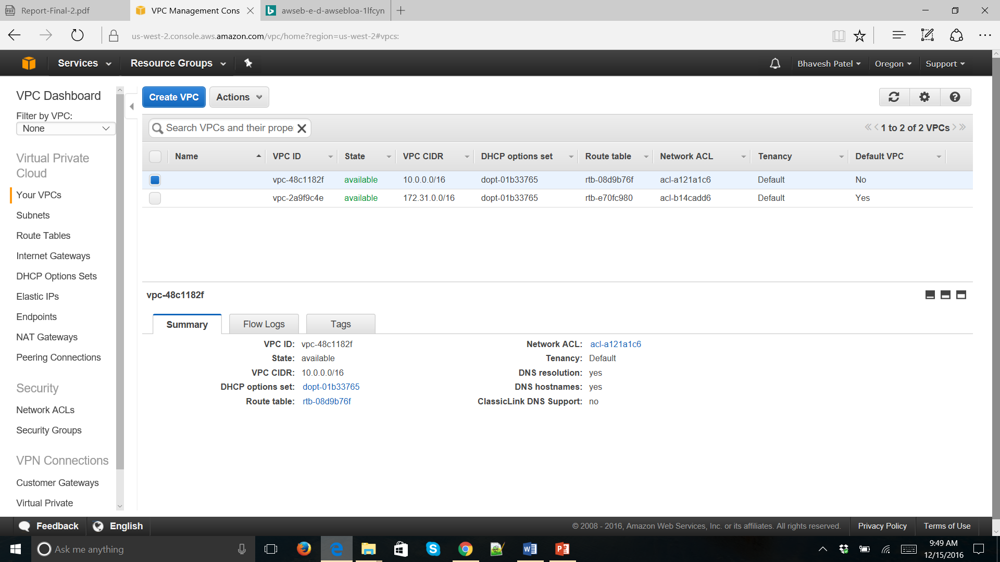 Report-Final-2.pdf
VPC Management Cons
awseb-e-d-awsebloa-1lfcyn
us-west-2.console.aws.amazon.com/vpc/home?region=us-west-2#vpcs:
Services
Resource Groups
Bhavesh Patel
Oregon
Support
VPC Dashboard
Filter by VPC:
None
Virtual Private
Cloud
Your VPCs
Subnets
Route Tables
Internet Gateways
DHCP Options Sets
Elastic IPs
Endpoints
NAT Gateways
Peering Connections
Security
Network ACLs
Security Groups
VPN Connections
Customer Gateways
Virtual Private
Create VPC
Actions
Search VPCs and their prope
1 to 2 of 2 VPCs
Name VPC ID State VPC CIDR DHCP options set Route table Network ACL Tenancy Default VPC
vpc-48c1182f available 10.0.0.0/16 dopt-01b33765 rtb-08d9b76f acl-a121a1c6 Default No
vpc-2a9f9c4e available 172.31.0.0/16 dopt-01b33765 rtb-e70fc980 acl-b14cadd6 Default Yes
vpc-48c1182f
Summary
Flow Logs
Tags
VPC ID: vpc-48c1182f
State: available
VPC CIDR: 10.0.0.0/16
DHCP options set: dopt-01b33765
Route table: rtb-08d9b76f
Network ACL: acl-a121a1c6
Tenancy: Default
DNS resolution: yes
DNS hostnames: yes
ClassicLink DNS Support: no
Feedback
English
© 2008 - 2016, Amazon Web Services, Inc. or its affiliates. All rights reserved.
Privacy Policy
Terms of Use
Ask me anything
9:49 AM
12/15/2016